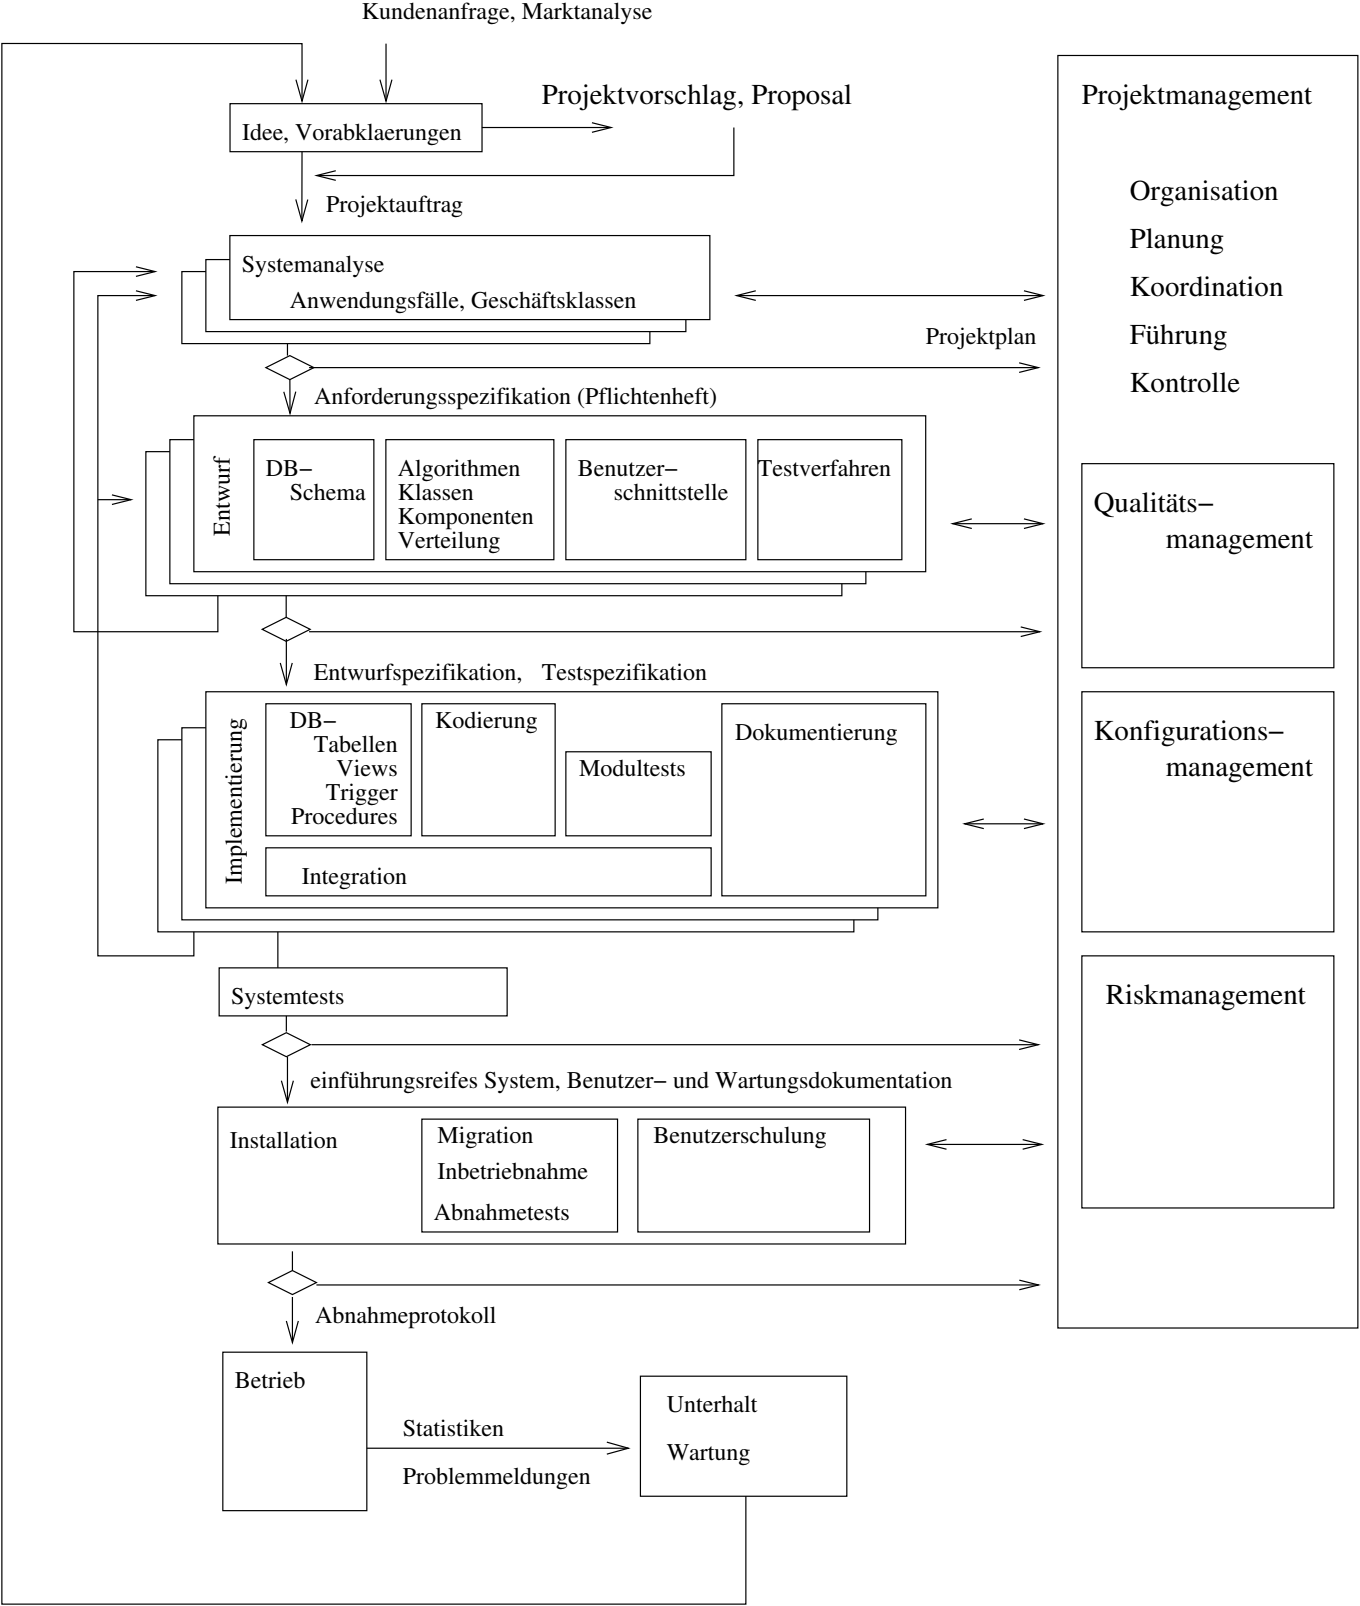 Kundenanfrage, Marktanalyse
Projektvorschlag, Proposal
Idee, Vorabklaerungen
Projektauftrag
Systemanalyse
Anwendungsfälle, Geschäftsklassen
Projektplan
Anforderungsspezifikation (Pflichtenheft)
Entwurf
DB−
Schema
Algorithmen
Klassen
Komponenten
Verteilung
Benutzer−
schnittstelle
Testverfahren
Entwurfspezifikation, Testspezifikation
Implementierung
DB−
Tabellen
Views
Trigger
Procedures
Kodierung
Modultests
Dokumentierung
Integration
Systemtests
einführungsreifes System, Benutzer− und Wartungsdokumentation
Installation
Migration
Inbetriebnahme
Abnahmetests
Benutzerschulung
Abnahmeprotokoll
Betrieb
Statistiken
Problemmeldungen
Unterhalt
Wartung
Projektmanagement
Organisation
Planung
Koordination
Führung
Kontrolle
Qualitäts−
management
Konfigurations−
management
Riskmanagement